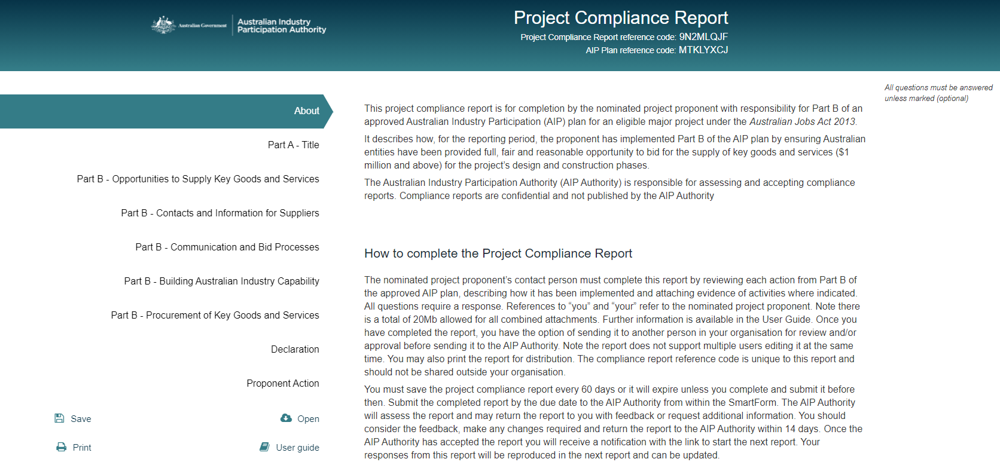 Australian Government
Australian Industry
Participation Authority
Project Compliance Report
Project Compliance Report reference code: 9N2MLQJF
AIP Plan reference code: MTKLYXCJ
All questions must be answered
unless marked (optional)
About
Part A - Title
Part B - Opportunities to Supply Key Goods and Services
Part B - Contacts and Information for Suppliers
Part B - Communication and Bid Processes
Part B - Building Australian Industry Capability
Part B - Procurement of Key Goods and Services
Declaration
Proponent Action
Save
Open
Print
User guide
This project compliance report is for completion by the nominated project proponent with responsibility for Part B of an
approved Australian Industry Participation (AIP) plan for an eligible major project under the Australian Jobs Act 2013.
It describes how, for the reporting period, the proponent has implemented Part B of the AIP plan by ensuring Australian
entities have been provided full, fair and reasonable opportunity to bid for the supply of key goods and services ($1
million and above) for the project's design and construction phases.
The Australian Industry Participation Authority (AIP Authority) is responsible for assessing and accepting compliance
reports. Compliance reports are confidential and not published by the AIP Authority
How to complete the Project Compliance Report
The nominated project proponent's contact person must complete this report by reviewing each action from Part B of
the approved AIP plan, describing how it has been implemented and attaching evidence of activities where indicated.
All questions require a response. References to “you” and “your” refer to the nominated project proponent. Note there
is a total of 20Mb allowed for all combined attachments. Further information is available in the User Guide. Once you
have completed the report, you have the option of sending it to another person in your organisation for review and/or
approval before sending it to the AIP Authority. Note the report does not support multiple users editing it at the same
time. You may also print the report for distribution. The compliance report reference code is unique to this report and
should not be shared outside your organisation.
You must save the project compliance report every 60 days or it will expire unless you complete and submit it before
then. Submit the completed report by the due date to the AIP Authority from within the SmartForm. The AIP Authority
will assess the report and may return the report to you with feedback or request additional information. You should
consider the feedback, make any changes required and return the report to the AIP Authority within 14 days. Once the
AIP Authority has accepted the report you will receive a notification with the link to start the next report. Your
responses from this report will be reproduced in the next report and can be updated.